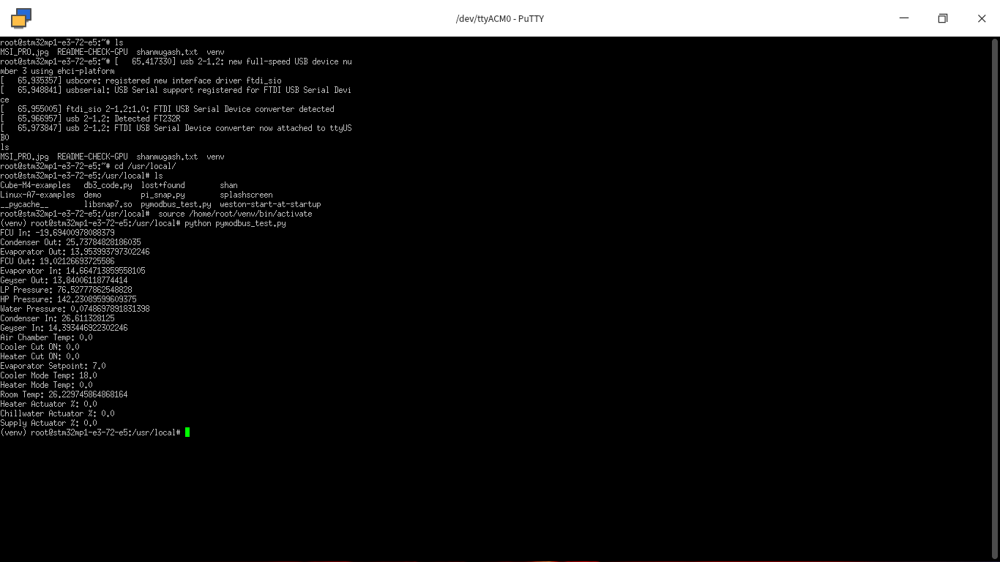 /dev/ttyACM0 - PuTTY
root@stm32mp1-e3-72-e5:~# ls
MSI_PRO.jpg  README-CHECK-GPU  shanmugash.txt  venv
root@stm32mp1-e3-72-e5:~# [   65.417330] usb 2-1.2: new full-speed USB device nu
mber 3 using ehci-platform
[   65.935357] usbcore: registered new interface driver ftdi_sio
[   65.948841] usbserial: USB Serial support registered for FTDI USB Serial Devi
ce
[   65.955005] ftdi_sio 2-1.2:1.0: FTDI USB Serial Device converter detected
[   65.966957] usb 2-1.2: Detected FT232R
[   65.973847] usb 2-1.2: FTDI USB Serial Device converter now attached to ttyUS
B0
ls
MSI_PRO.jpg  README-CHECK-GPU  shanmugash.txt  venv
root@stm32mp1-e3-72-e5:~# cd /usr/local/
root@stm32mp1-e3-72-e5:/usr/local# ls
Cube-M4-examples   db3_code.py  lost+found        shan
Linux-A7-examples  demo         pi_snap.py        splashscreen
__pycache__        libsnap7.so  pymodbus_test.py  weston-start-at-startup
root@stm32mp1-e3-72-e5:/usr/local#  source /home/root/venv/bin/activate
(venv) root@stm32mp1-e3-72-e5:/usr/local# python pymodbus_test.py
FCU In: -19.69400978088379
Condenser Out: 25.73784828186035
Evaporator Out: 13.953993797302246
FCU Out: 19.02126693725586
Evaporator In: 14.664713859558105
Geyser Out: 13.84006118774414
LP Pressure: 76.52777862548828
HP Pressure: 142.23089599609375
Water Pressure: 0.0748697891831398
Condenser In: 26.611328125
Geyser In: 14.393446922302246
Air Chamber Temp: 0.0
Cooler Cut ON: 0.0
Heater Cut ON: 0.0
Evaporator Setpoint: 7.0
Cooler Mode Temp: 18.0
Heater Mode Temp: 0.0
Room Temp: 26.229745864868164
Heater Actuator %: 0.0
Chillwater Actuator %: 0.0
Supply Actuator %: 0.0
(venv) root@stm32mp1-e3-72-e5:/usr/local#